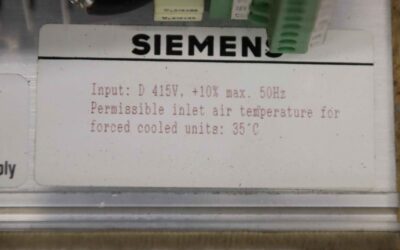 SIEMENS
Input: D 415V, +10% max. 50Hz
Permissible inlet air temperature for
forced cooled units: 35°C